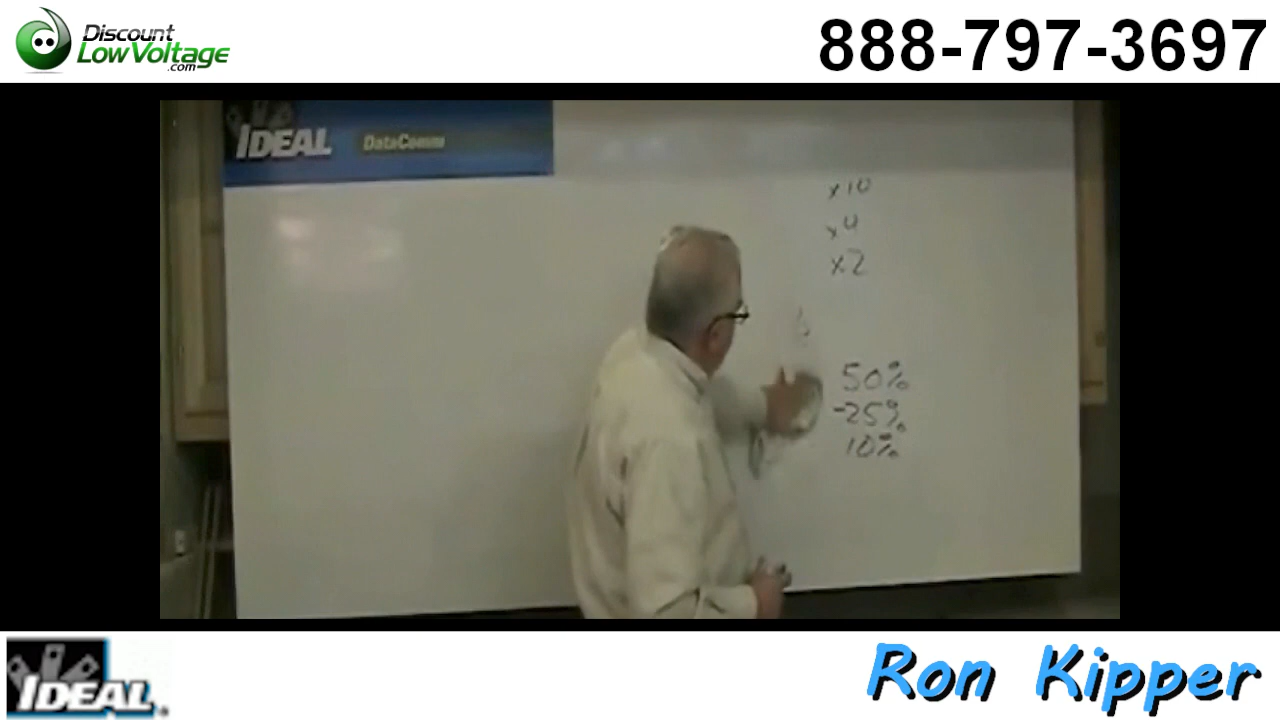 Discount
LowVoltage
.com
888-797-3697
IDEAL
DataComm
x10
x4
x2
50%
-25%
10%
IDEAL®
Ron Kipper